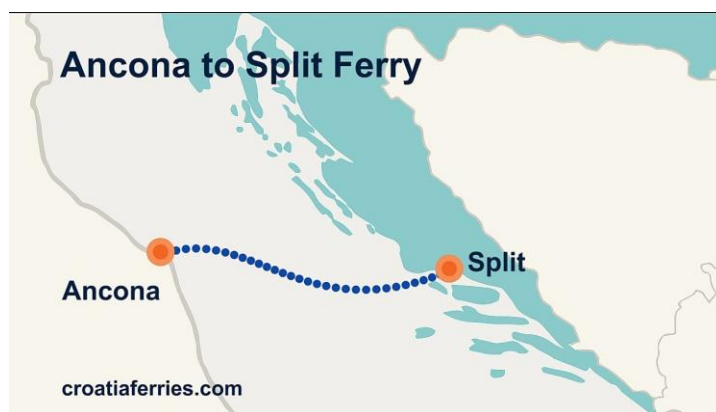 Ancona to Split Ferry
Split
Ancona
croatiaferries.com